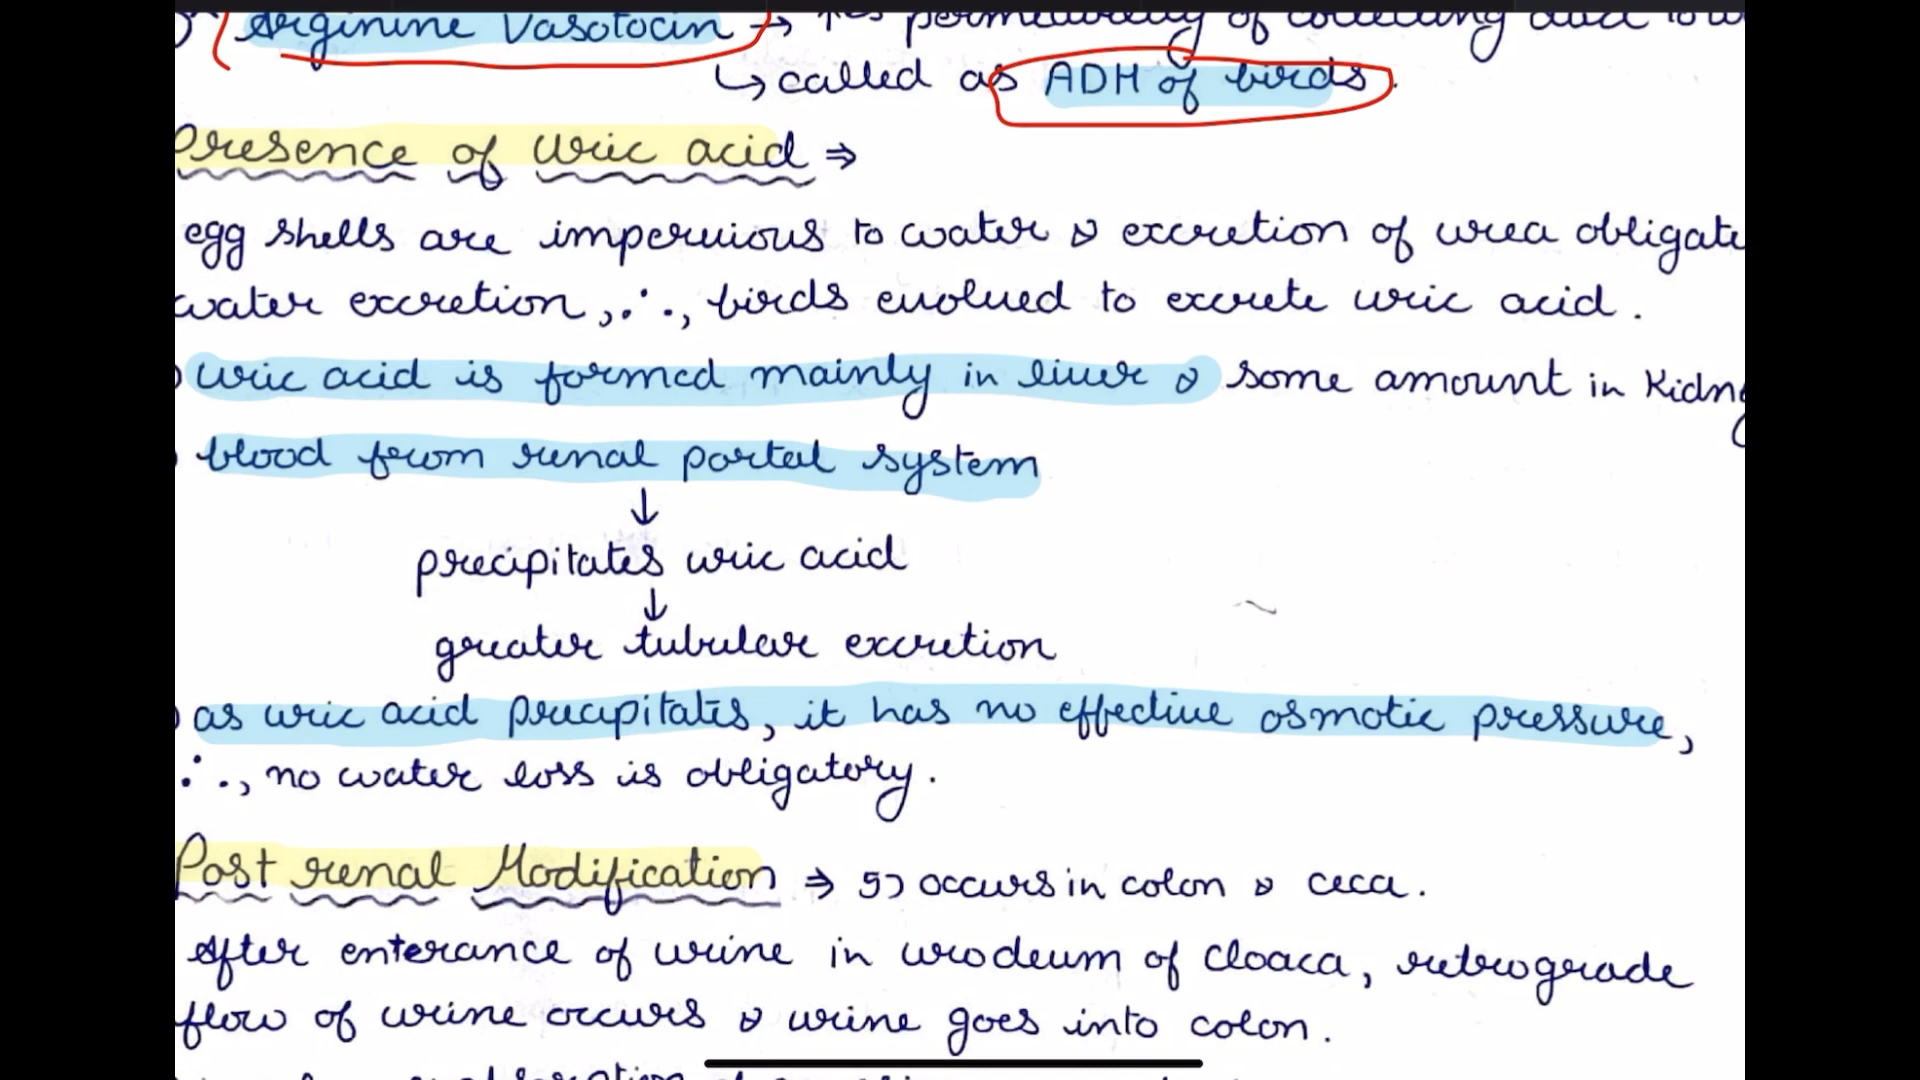 Arginine Vasotocin → ↑es permeability of collecting duct to
↳ called as ADH of birds.
Presence of Uric acid ⇒
egg shells are impervious to water & excretion of urea obligate
water excretion, ∴, birds evolved to excrete uric acid.
uric acid is formed mainly in liver & some amount in Kidn
blood from renal portal system
↓
precipitates uric acid
↓
greater tubular excretion
as uric acid precipitates, it has no effective osmotic pressure,
∴, no water loss is obligatory.
Post renal Modification ⇒ 5) occurs in colon & ceca.
After enterance of urine in urodeum of Cloaca, retrograde
flow of urine occurs & urine goes into colon.